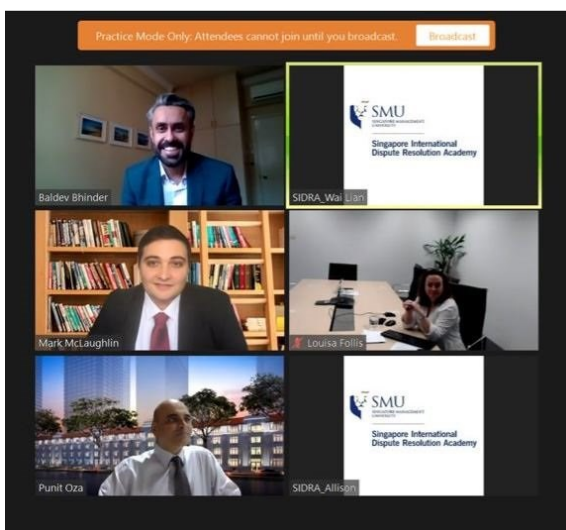 Practice Mode Only: Attendees cannot join until you broadcast.
Broadcast
Baldev Bhinder
SMU
SINGAPORE MANAGEMENT
UNIVERSITY
Singapore International
Dispute Resolution Academy
SIDRA_Wai Lian
Mark McLaughlin
Louisa Follis
Punit Oza
SMU
SINGAPORE MANAGEMENT
UNIVERSITY
Singapore International
Dispute Resolution Academy
SIDRA_Allison